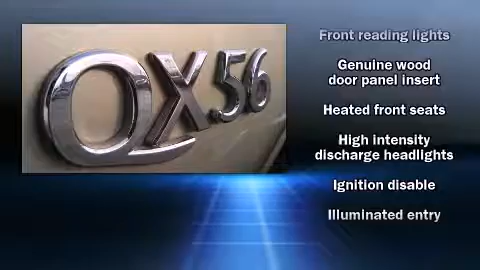 QX56
Front reading lights
Genuine wood
door panel insert
Heated front seats
High intensity
discharge headlights
Ignition disable
Illuminated entry